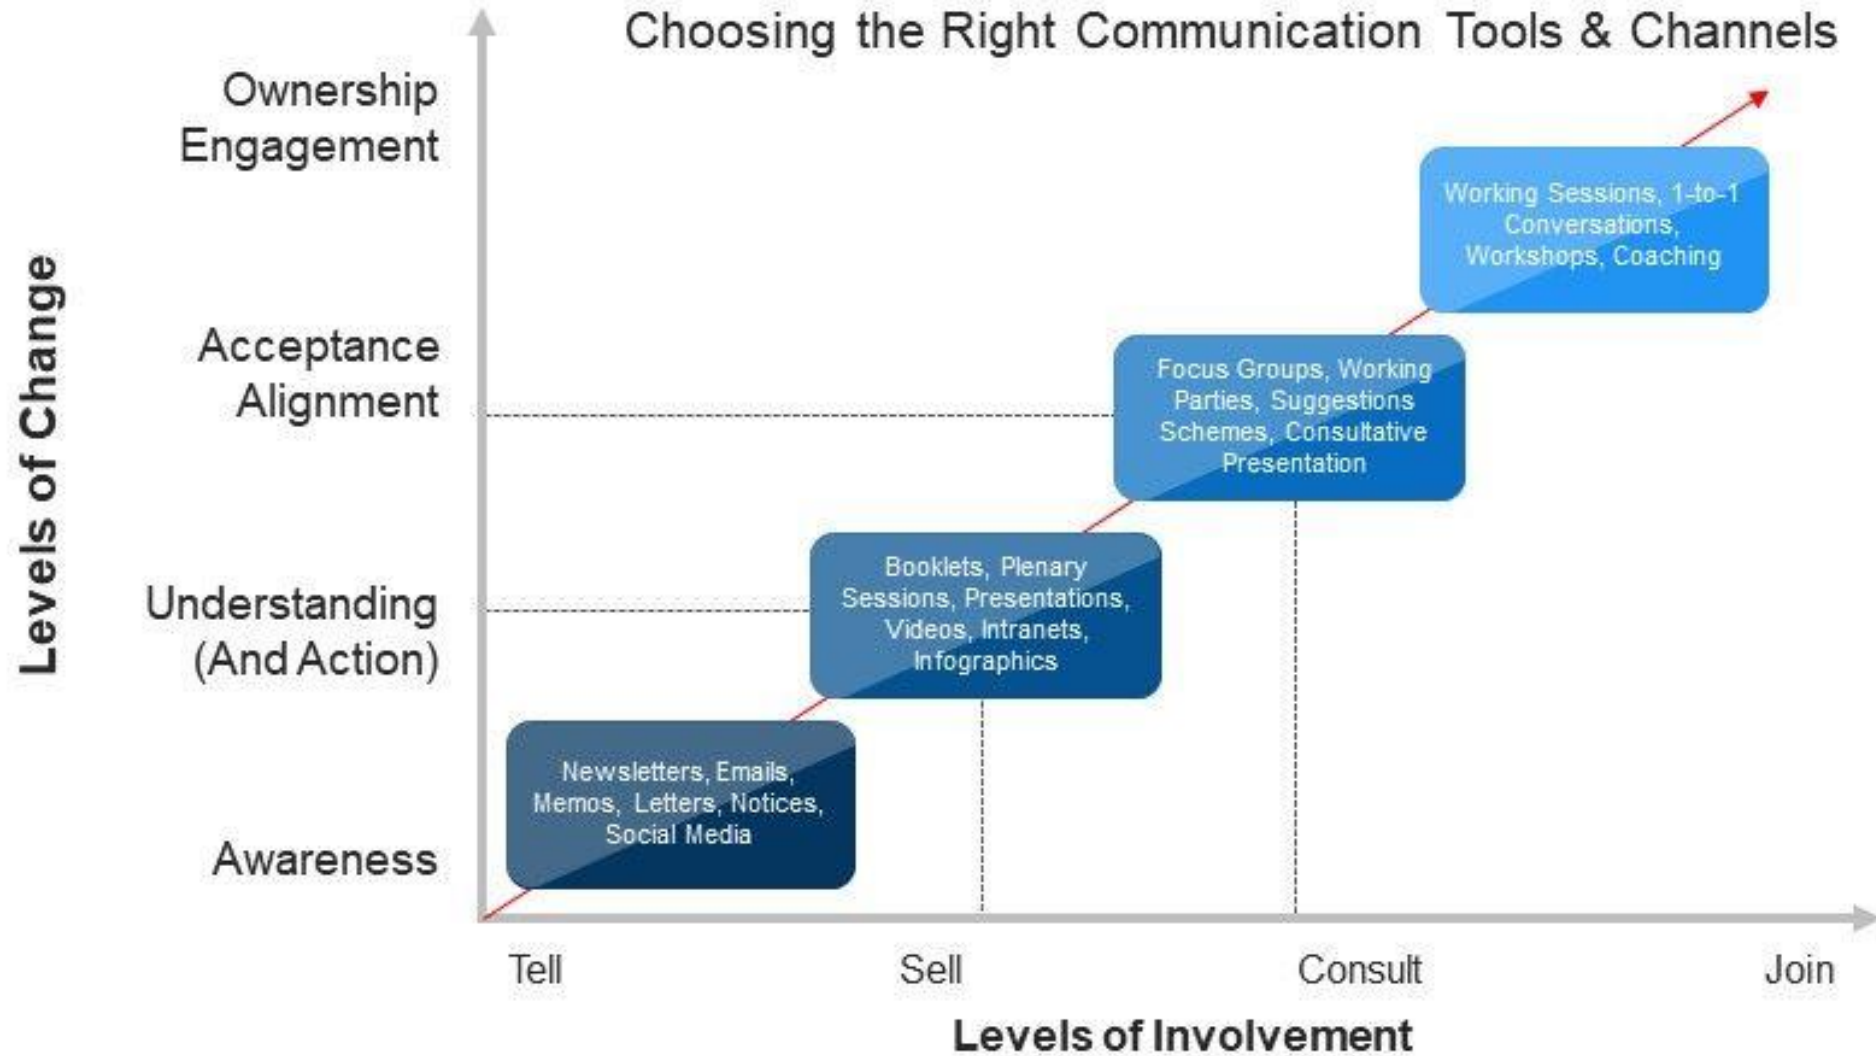 Choosing the Right Communication Tools & Channels
Levels of Change
Ownership
Engagement
Acceptance
Alignment
Understanding
(And Action)
Awareness
Working Sessions, 1-to-1
Conversations,
Workshops, Coaching
Focus Groups, Working
Parties, Suggestions
Schemes, Consultative
Presentation
Booklets, Plenary
Sessions, Presentations,
Videos, Intranets,
Infographics
Newsletters, Emails,
Memos, Letters, Notices,
Social Media
Tell
Sell
Consult
Join
Levels of Involvement